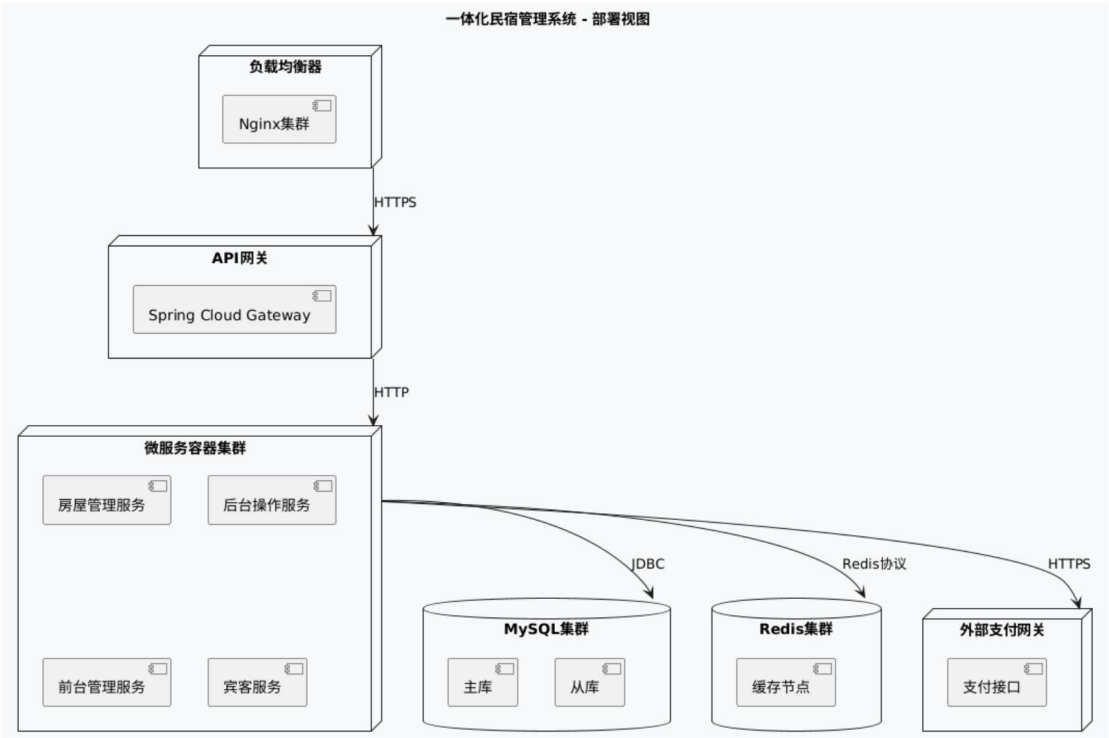 一体化民宿管理系统 - 部署视图
负载均衡器
Nginx集群
HTTPS
API网关
Spring Cloud Gateway
HTTP
微服务容器集群
房屋管理服务
后台操作服务
前台管理服务
宾客服务
JDBC
Redis协议
HTTPS
MySQL集群
主库
从库
Redis集群
缓存节点
外部支付网关
支付接口